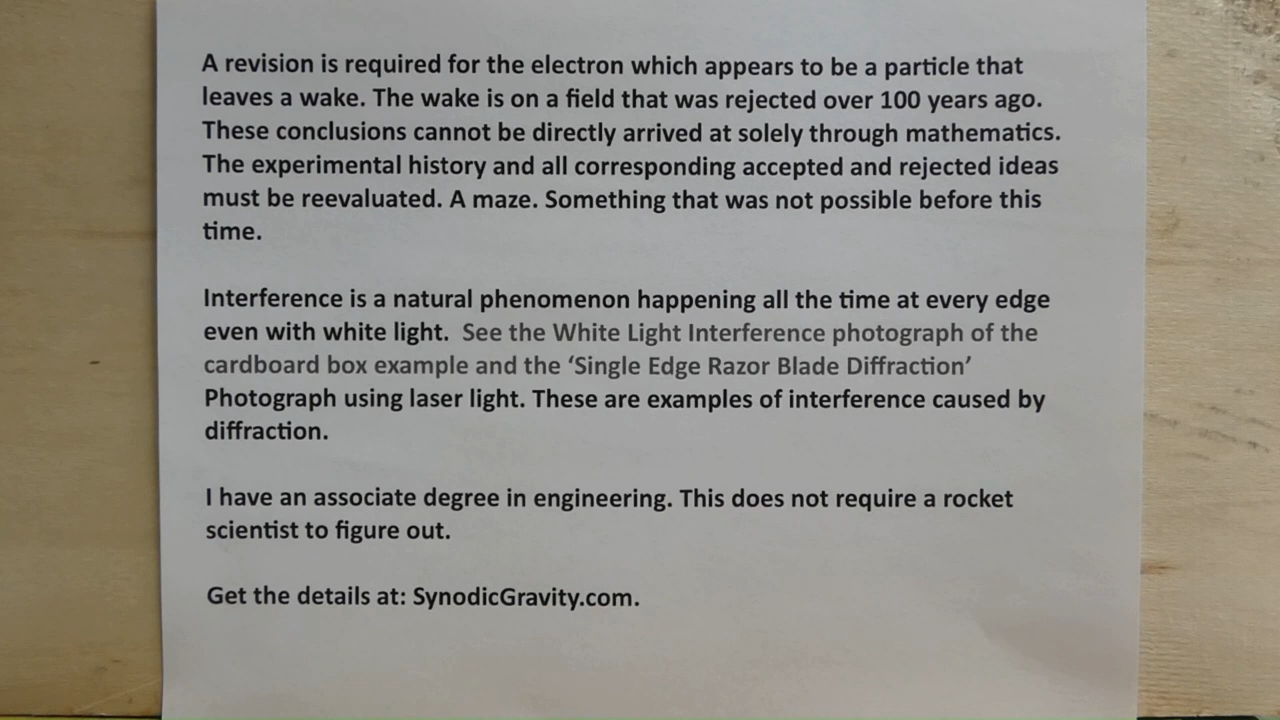 A revision is required for the electron which appears to be a particle that
leaves a wake. The wake is on a field that was rejected over 100 years ago.
These conclusions cannot be directly arrived at solely through mathematics.
The experimental history and all corresponding accepted and rejected ideas
must be reevaluated. A maze. Something that was not possible before this
time.
Interference is a natural phenomenon happening all the time at every edge
even with white light.  See the White Light Interference photograph of the
cardboard box example and the ‘Single Edge Razor Blade Diffraction’
Photograph using laser light. These are examples of interference caused by
diffraction.
I have an associate degree in engineering. This does not require a rocket
scientist to figure out.
Get the details at: SynodicGravity.com.